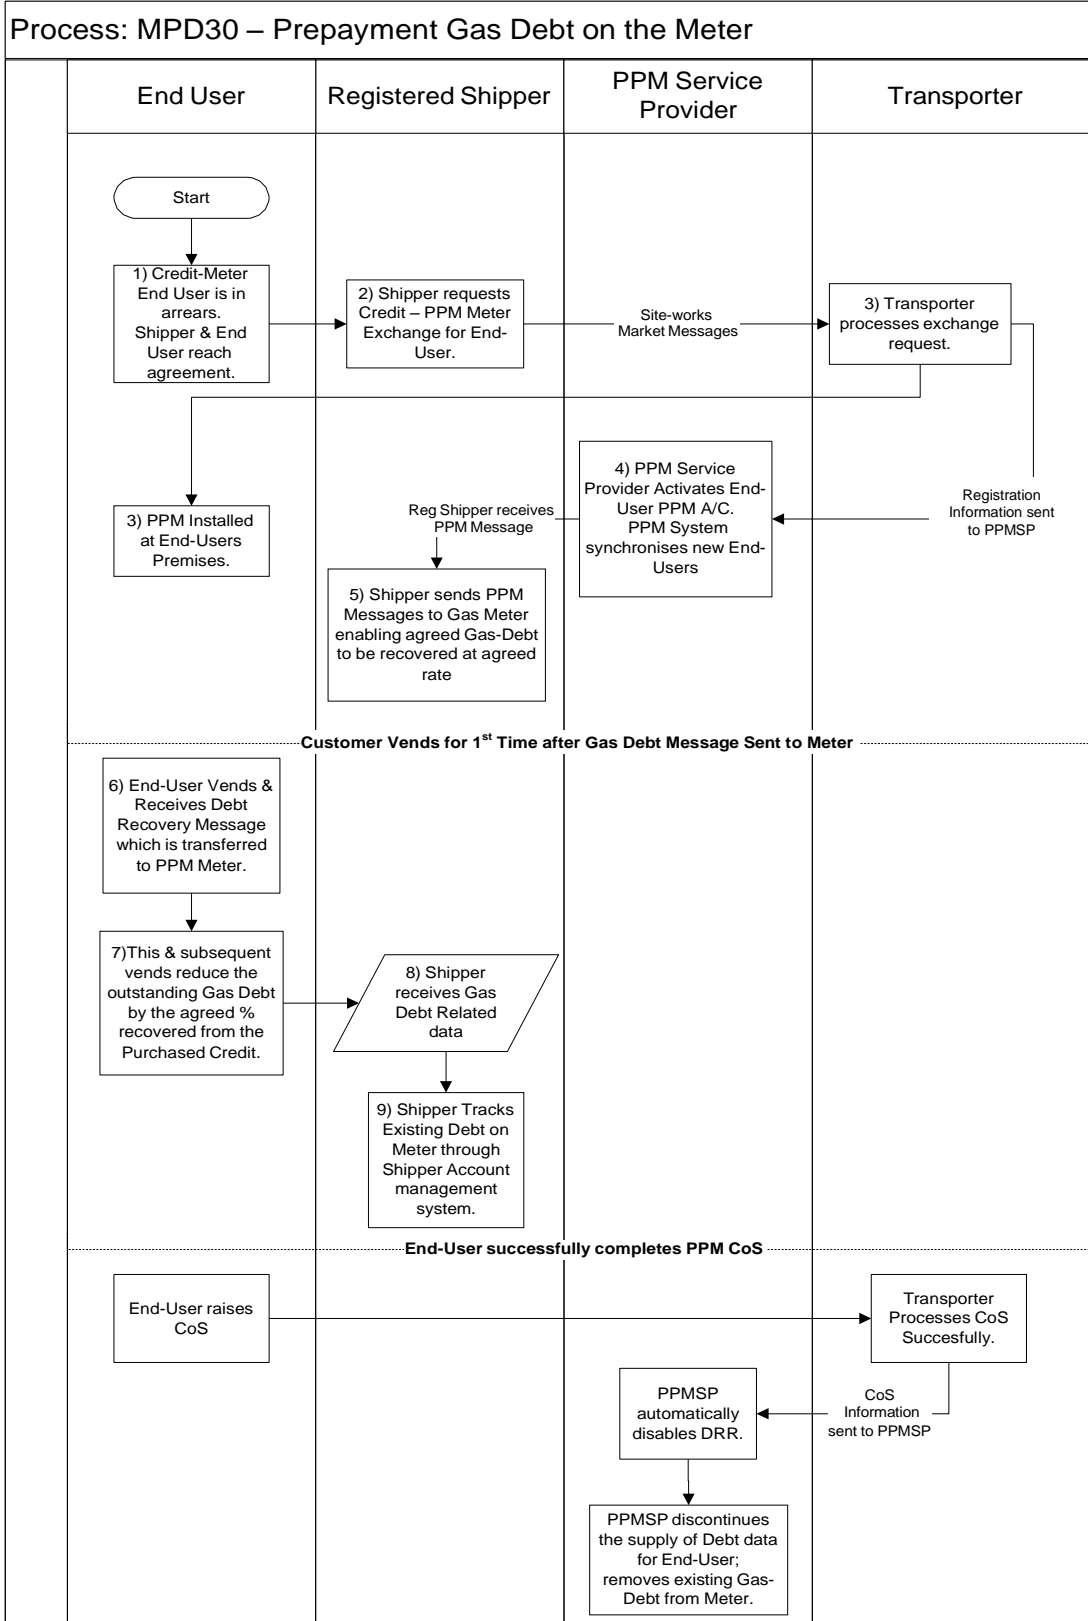 Process: MPD30 – Prepayment Gas Debt on the Meter
End User
Registered Shipper
PPM Service
Provider
Transporter
Start
1) Credit-Meter
End User is in
arrears.
Shipper & End
User reach
agreement.
2) Shipper requests
Credit – PPM Meter
Exchange for End-
User.
Site-works
Market Messages
3) Transporter
processes exchange
request.
3) PPM Installed
at End-Users
Premises.
Reg Shipper receives
PPM Message
4) PPM Service
Provider Activates End-
User PPM A/C.
PPM System
synchronises new End-
Users
Registration
Information sent
to PPMSP
5) Shipper sends PPM
Messages to Gas Meter
enabling agreed Gas-Debt
to be recovered at agreed
rate
Customer Vends for 1st Time after Gas Debt Message Sent to Meter
6) End-User Vends &
Receives Debt
Recovery Message
which is transferred
to PPM Meter.
7)This & subsequent
vends reduce the
outstanding Gas Debt
by the agreed %
recovered from the
Purchased Credit.
8) Shipper
receives Gas
Debt Related
data
9) Shipper Tracks
Existing Debt on
Meter through
Shipper Account
management
system.
End-User successfully completes PPM CoS
End-User raises
CoS
Transporter
Processes CoS
Succesfully.
PPMSP
automatically
disables DRR.
CoS
Information
sent to PPMSP
PPMSP discontinues
the supply of Debt data
for End-User;
removes existing Gas-
Debt from Meter.